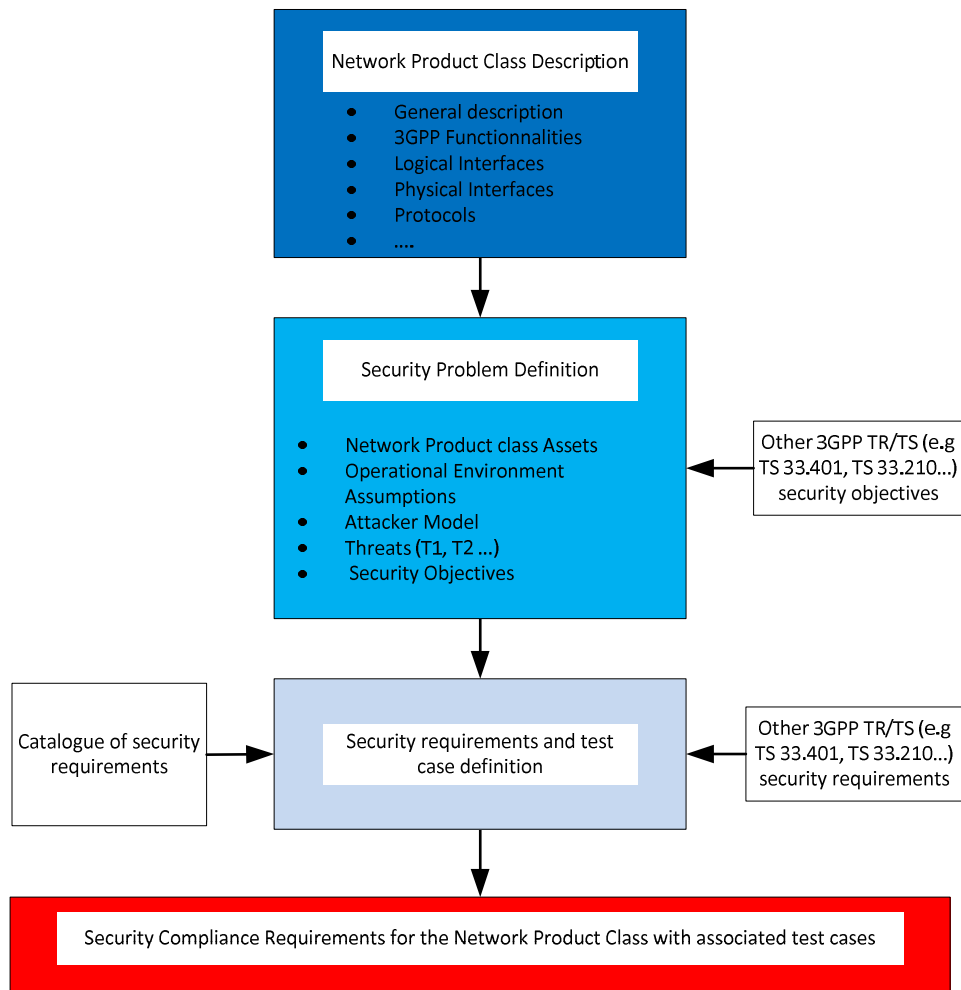 Network Product Class Description
• General description
• 3GPP Functionnalities
• Logical Interfaces
• Physical Interfaces
• Protocols
• ....
Security Problem Definition
• Network Product class Assets
• Operational Environment
Assumptions
• Attacker Model
• Threats (T1, T2 ...)
• Security Objectives
Other 3GPP TR/TS (e.g
TS 33.401, TS 33.210...)
security objectives
Catalogue of security
requirements
Security requirements and test
case definition
Other 3GPP TR/TS (e.g
TS 33.401, TS 33.210...)
security requirements
Security Compliance Requirements for the Network Product Class with associated test cases